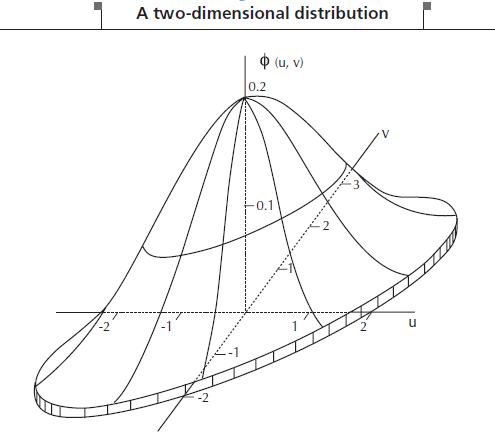 A two-dimensional distribution
ϕ (u, v)
0.2
v
3
0.1
2
1
-2
-1
1
2
u
-1
-2